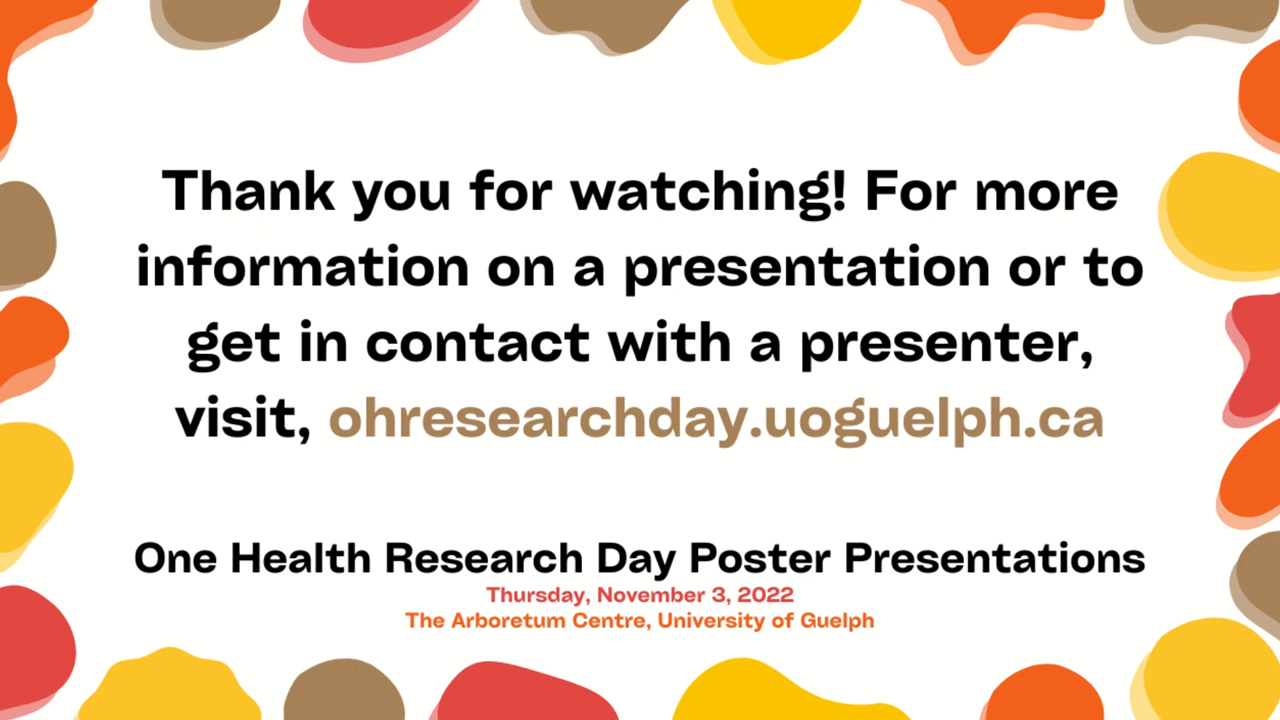 Thank you for watching! For more
information on a presentation or to
get in contact with a presenter,
visit, ohresearchday.uoguelph.ca
One Health Research Day Poster Presentations
Thursday, November 3, 2022
The Arboretum Centre, University of Guelph